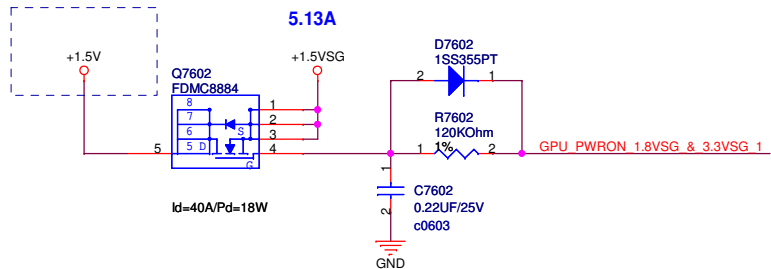 5.13A
+1.5V
+1.5VSG
Q7602
FDMC8884
8
7
6
5 D
S
G
1
2
3
4
5
Id=40A/Pd=18W
D7602
1SS355PT
2
1
R7602
120KOhm
1%
1
2
GPU_PWRON_1.8VSG_&_3.3VSG_1
1
2
C7602
0.22UF/25V
c0603
GND